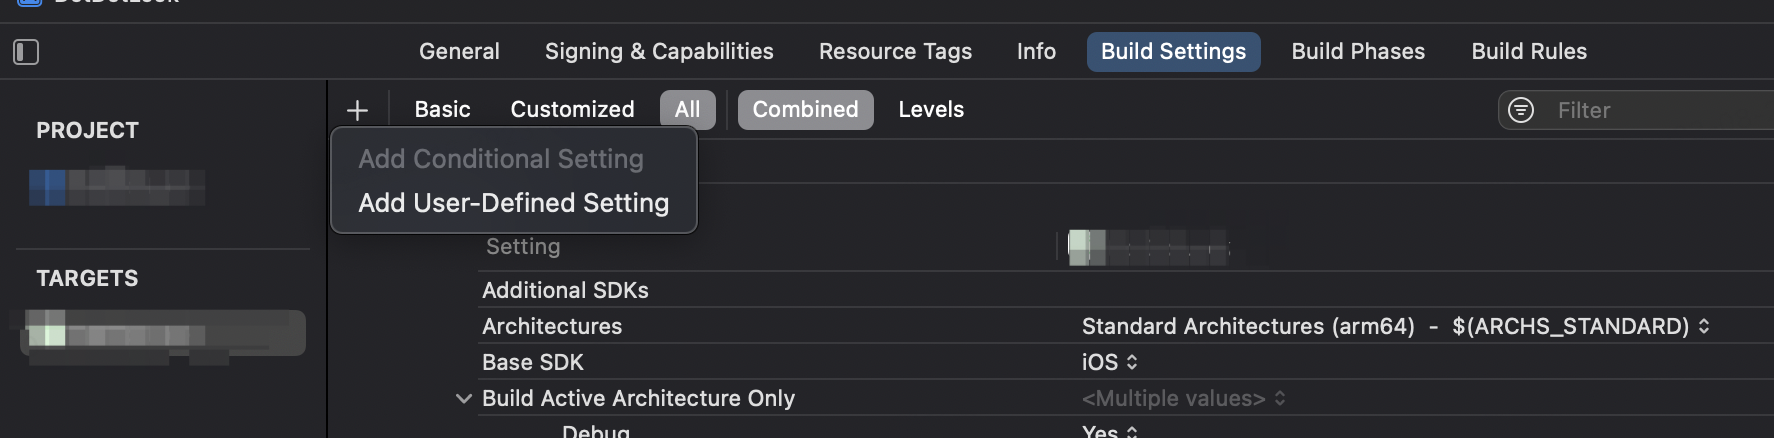 General Signing & Capabilities Resource Tags Info Build Settings Build Phases Build Rules
PROJECT
TARGETS
+ Basic Customized All Combined Levels Filter
Add Conditional Setting
Add User-Defined Setting
Setting
Additional SDKs
Architectures Standard Architectures (arm64) - $(ARCHS_STANDARD)
Base SDK iOS
Build Active Architecture Only <Multiple values>
Debug Yes